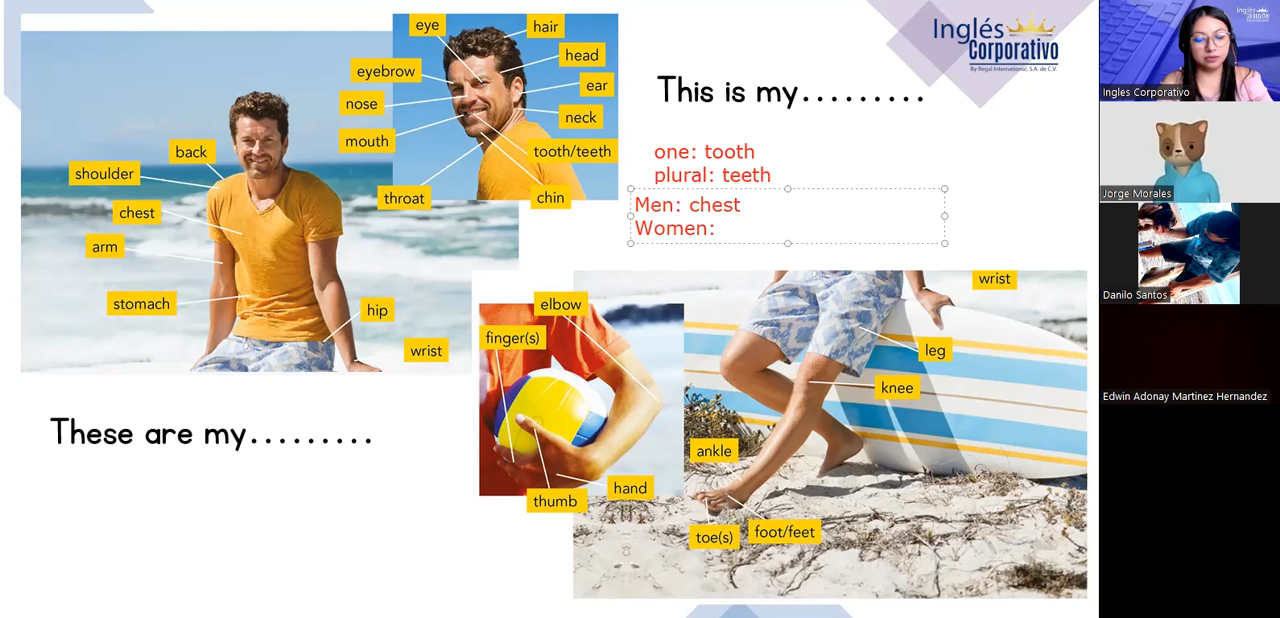 eye
hair
head
eyebrow
ear
nose
neck
mouth
tooth/teeth
throat
chin
back
shoulder
chest
arm
stomach
hip
wrist
These are my.........
Inglés
Corporativo
By Regal International, S.A. de C.V.
This is my.........
one: tooth
plural: teeth
Men: chest
Women:
elbow
finger(s)
thumb
hand
wrist
leg
knee
ankle
toe(s)
foot/feet
Ingles Corporativo
Jorge Morales
Danilo Santos
Edwin Adonay Martinez Hernandez